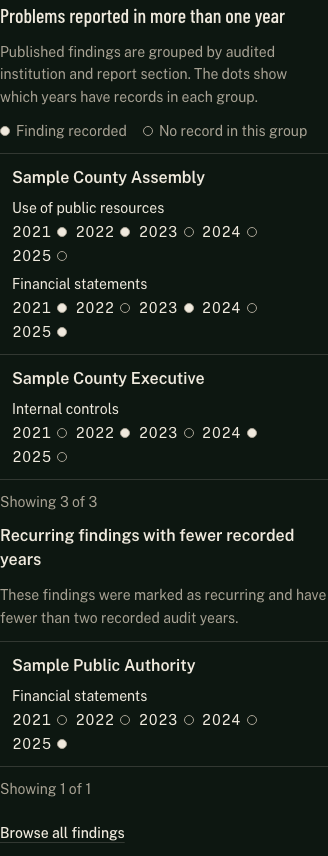 Problems reported in more than one year
Published findings are grouped by audited
institution and report section. The dots show
which years have records in each group.
Finding recorded No record in this group
Sample County Assembly
Use of public resources
2021 2022 2023 2024
2025
Financial statements
2021 2022 2023 2024
2025
Sample County Executive
Internal controls
2021 2022 2023 2024
2025
Showing 3 of 3
Recurring findings with fewer recorded
years
These findings were marked as recurring and have
fewer than two recorded audit years.
Sample Public Authority
Financial statements
2021 2022 2023 2024
2025
Showing 1 of 1
Browse all findings